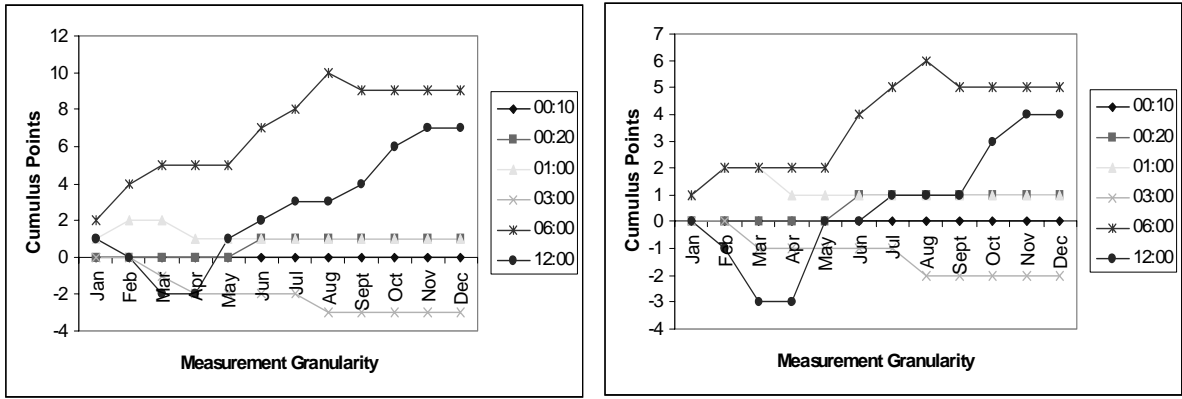 12
10
8
6
4
2
0
-2
-4
Cumulus Points
Jan
Feb
Mar
Apr
May
Jun
Jul
Aug
Sept
Oct
Nov
Dec
Measurement Granularity
00:10
00:20
01:00
03:00
06:00
12:00
7
6
5
4
3
2
1
0
-1
-2
-3
-4
Cumulus Points
Jan
Feb
Mar
Apr
May
Jun
Jul
Aug
Sept
Oct
Nov
Dec
Measurement Granularity
00:10
00:20
01:00
03:00
06:00
12:00